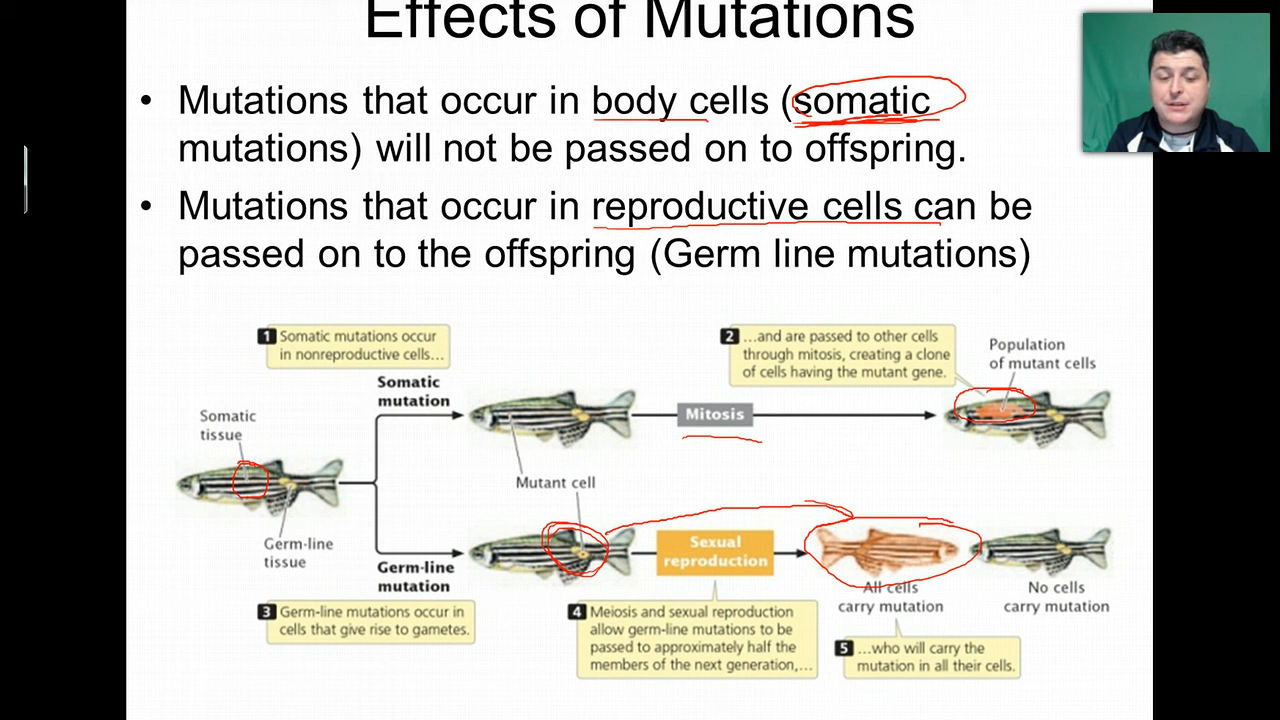 Effects of Mutations
• Mutations that occur in body cells (somatic
mutations) will not be passed on to offspring.
• Mutations that occur in reproductive cells can be
passed on to the offspring (Germ line mutations)
1 Somatic mutations occur
in nonreproductive cells...
2 ...and are passed to other cells
through mitosis, creating a clone
of cells having the mutant gene.
Population
of mutant cells
Somatic
mutation
Mitosis
Somatic
tissue
Mutant cell
Germ-line
tissue
Germ-line
mutation
Sexual
reproduction
All cells
carry mutation
No cells
carry mutation
3 Germ-line mutations occur in
cells that give rise to gametes.
4 Meiosis and sexual reproduction
allow germ-line mutations to be
passed to approximately half the
members of the next generation,...
5 ...who will carry the
mutation in all their cells.